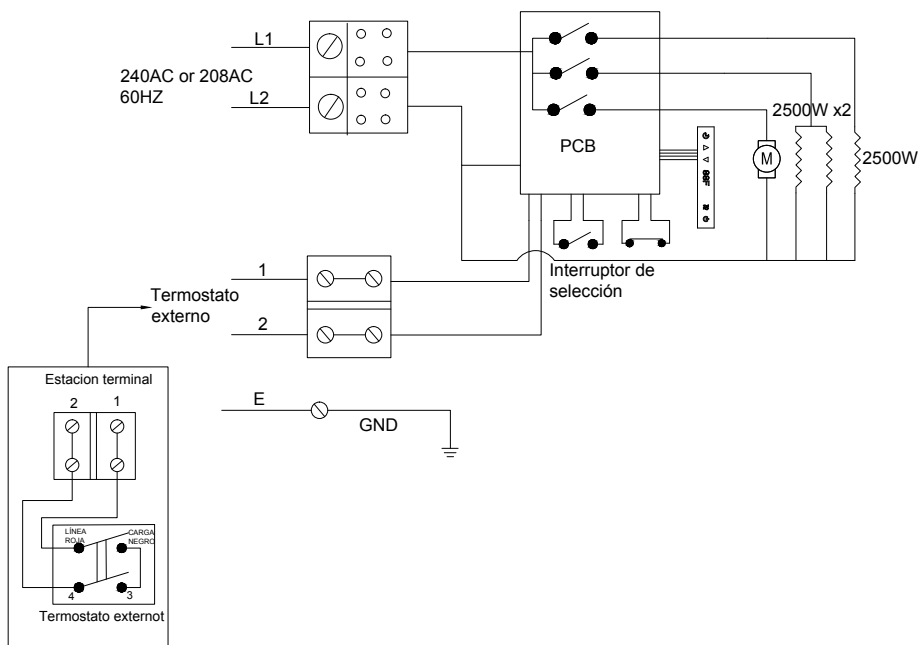 L1
240AC or 208AC
60HZ
L2
PCB
M
2500W x2
2500W
88F
Interruptor de
selección
1
Termostato
externo
2
E
GND
Estacion terminal
2 1
LÍNEA
ROJA
CARGA
NEGRO
4
3
Termostato externot